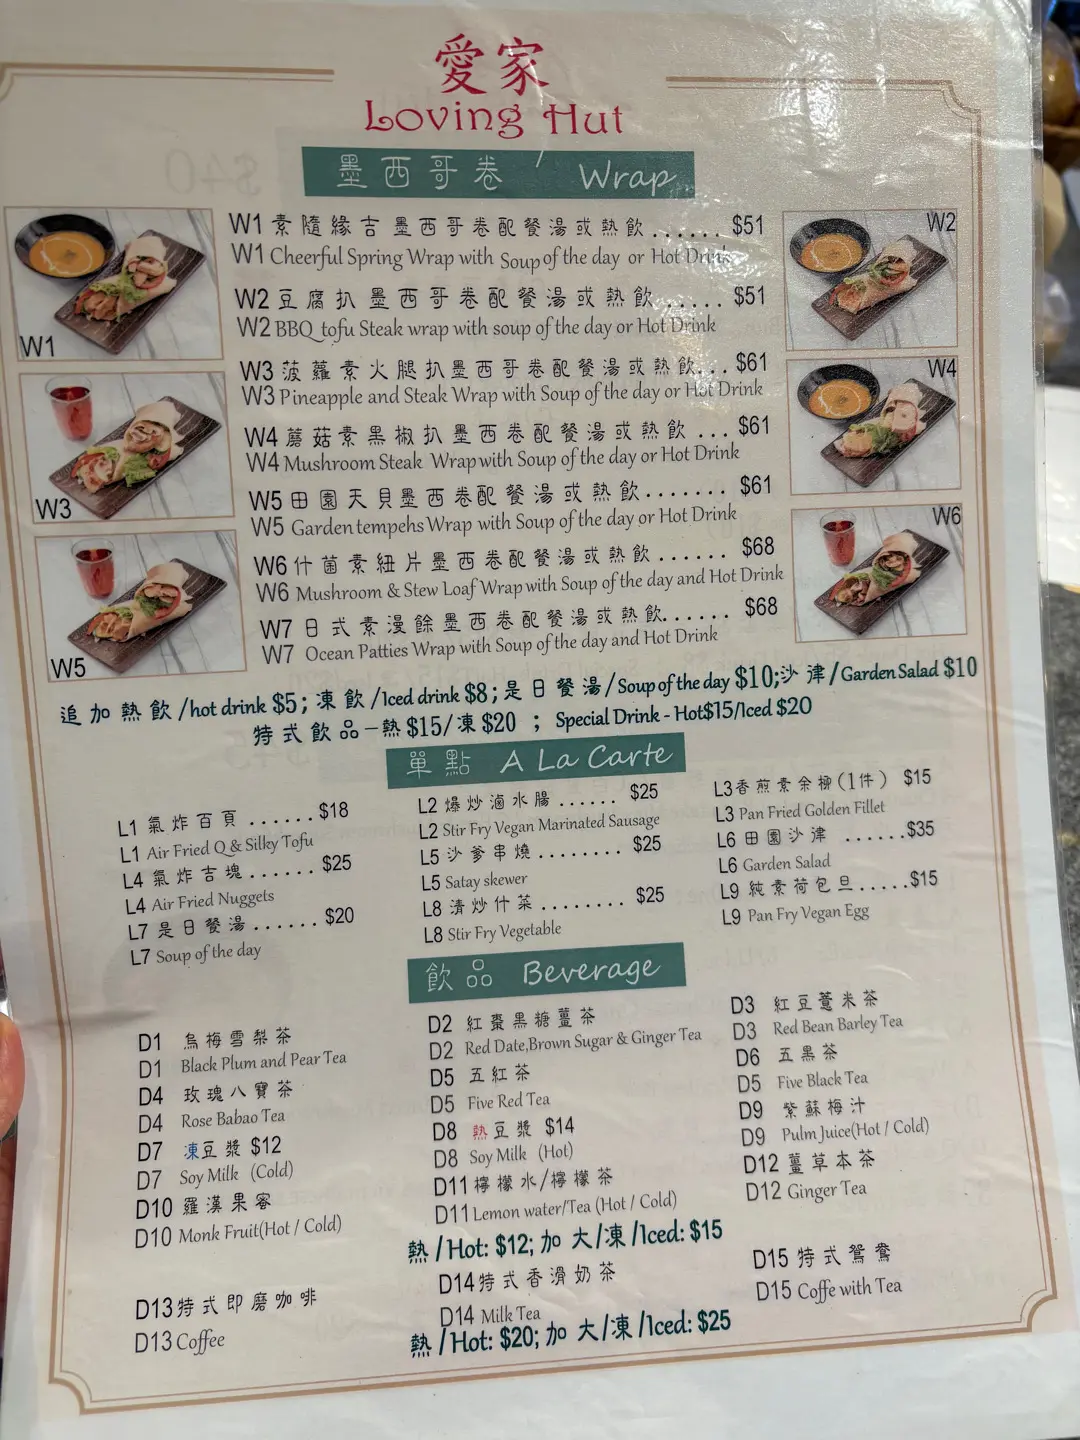 愛家
Loving Hut
墨西哥卷 Wrap
W1 素隨緣吉墨西哥卷配餐湯或熱飲....... $51
W1 Cheerful Spring Wrap with Soup of the day or Hot Drink
W2 豆腐扒墨西哥卷配餐湯或熱飲....... $51
W2 BBQ tofu Steak wrap with soup of the day or Hot Drink
W3 菠蘿素火腿扒墨西哥卷配餐湯或熱飲... $61
W3 Pineapple and Steak Wrap with Soup of the day or Hot Drink
W4 蘑菇素黑椒扒墨西卷配餐湯或熱飲 ... $61
W4 Mushroom Steak Wrap with Soup of the day or Hot Drink
W5 田園天貝墨西卷配餐湯或熱飲....... $61
W5 Garden tempehs Wrap with Soup of the day or Hot Drink
W6 什菌素紐片墨西卷配餐湯或熱飲...... $68
W6 Mushroom & Stew Loaf Wrap with Soup of the day and Hot Drink
W7 日式素漫餘墨西卷配餐湯或熱飲...... $68
W7 Ocean Patties Wrap with Soup of the day and Hot Drink
W1
W3
W5
W2
W4
W6
追加熱飲/hot drink $5; 凍飲/Iced drink $8; 是日餐湯/Soup of the day $10;沙津/Garden Salad $10
特式飲品－熱 $15/凍 $20 ; Special Drink - Hot$15/Iced $20
單點 A La Carte
L1 氣炸百頁 ...... $18
L1 Air Fried Q & Silky Tofu
L2 爆炒滷水腸 ...... $25
L2 Stir Fry Vegan Marinated Sausage
L3 香煎素余柳(1件) $15
L3 Pan Fried Golden Fillet
L4 氣炸吉塊...... $25
L4 Air Fried Nuggets
L5 沙爹串燒........ $25
L5 Satay skewer
L6 田園沙津 ......$35
L6 Garden Salad
L7 是日餐湯...... $20
L7 Soup of the day
L8 清炒什菜........ $25
L8 Stir Fry Vegetable
L9 純素荷包旦.....$15
L9 Pan Fry Vegan Egg
飲品 Beverage
D1 烏梅雪梨茶
D1 Black Plum and Pear Tea
D2 紅棗黑糖薑茶
D2 Red Date,Brown Sugar & Ginger Tea
D3 紅豆薏米茶
D3 Red Bean Barley Tea
D4 玫瑰八寶茶
D4 Rose Babao Tea
D5 五紅茶
D5 Five Red Tea
D6 五黑茶
D5 Five Black Tea
D7 凍豆漿 $12
D7 Soy Milk (Cold)
D8 熱豆漿 $14
D8 Soy Milk (Hot)
D9 紫蘇梅汁
D9 Pulm Juice(Hot / Cold)
D10 羅漢果密
D10 Monk Fruit(Hot / Cold)
D11 檸檬水/檸檬茶
D11 Lemon water/Tea (Hot / Cold)
D12 薑草本茶
D12 Ginger Tea
熱/Hot: $12; 加大/凍/Iced: $15
D13 特式即磨咖啡
D13 Coffee
D14 特式香滑奶茶
D14 Milk Tea
D15 特式鴛鴦
D15 Coffe with Tea
熱/Hot: $20; 加大/凍/Iced: $25